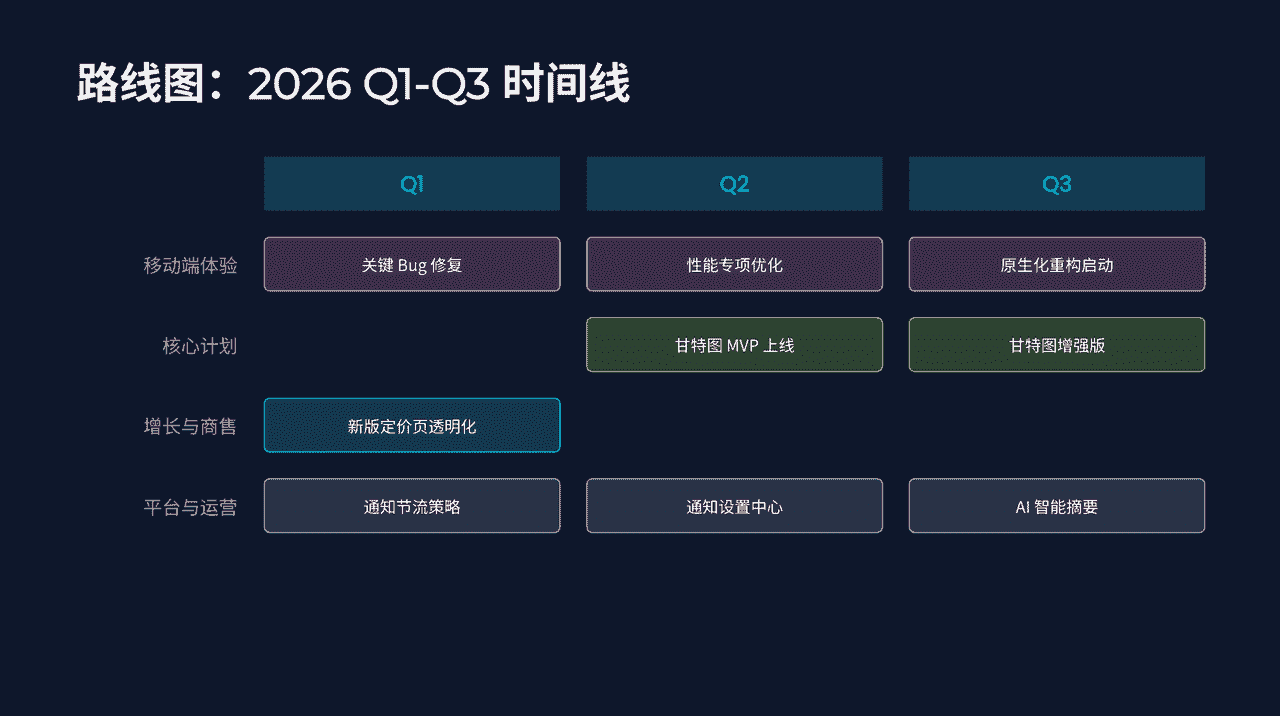 路线图：2026 Q1-Q3 时间线
Q1 Q2 Q3
移动端体验 关键 Bug 修复 性能专项优化 原生化重构启动
核心计划 甘特图 MVP 上线 甘特图增强版
增长与商售 新版定价页透明化
平台与运营 通知节流策略 通知设置中心 AI 智能摘要